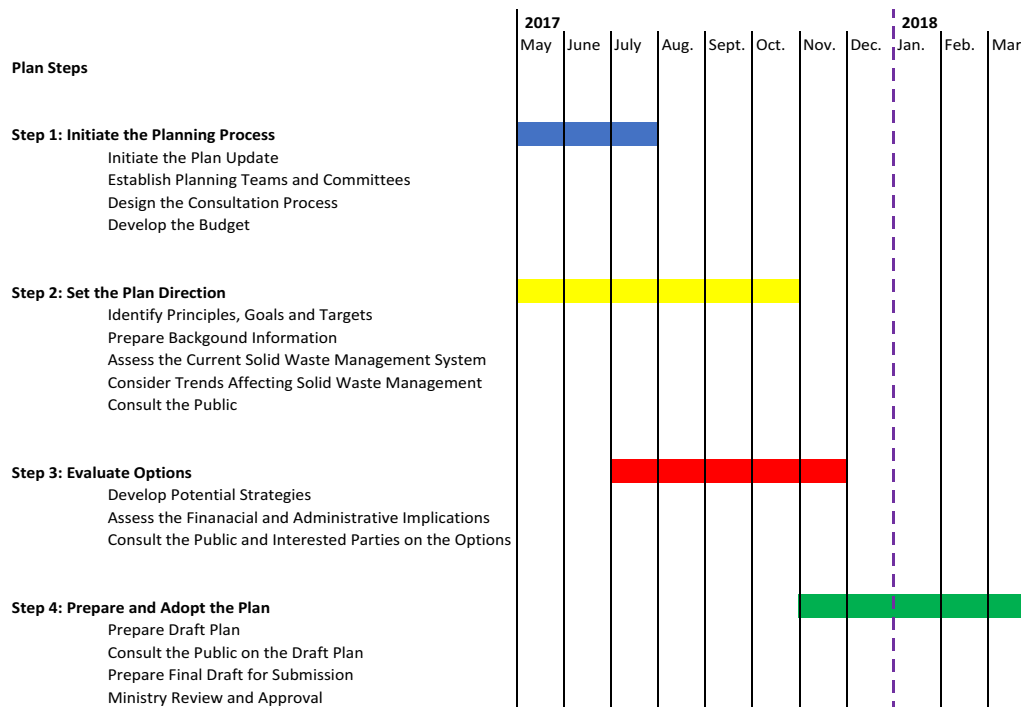 2017 2018
May June July Aug. Sept. Oct. Nov. Dec. Jan. Feb. Mar
Plan Steps
Step 1: Initiate the Planning Process
Initiate the Plan Update
Establish Planning Teams and Committees
Design the Consultation Process
Develop the Budget
Step 2: Set the Plan Direction
Identify Principles, Goals and Targets
Prepare Backgound Information
Assess the Current Solid Waste Management System
Consider Trends Affecting Solid Waste Management
Consult the Public
Step 3: Evaluate Options
Develop Potential Strategies
Assess the Finanacial and Administrative Implications
Consult the Public and Interested Parties on the Options
Step 4: Prepare and Adopt the Plan
Prepare Draft Plan
Consult the Public on the Draft Plan
Prepare Final Draft for Submission
Ministry Review and Approval